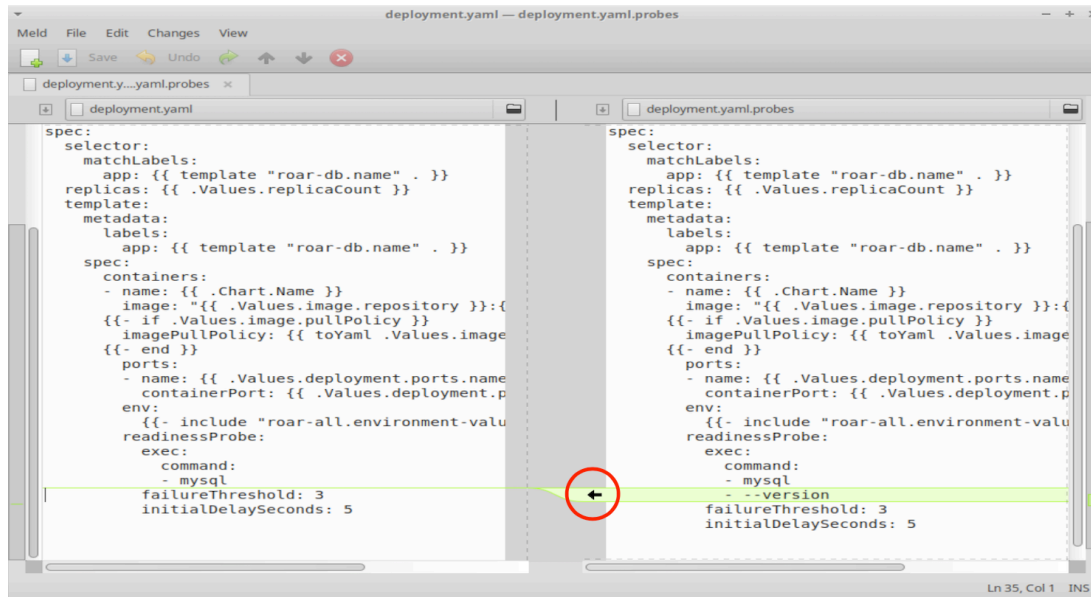 deployment.yaml — deployment.yaml.probes
Meld File Edit Changes View
Save Undo
deployment.y....yaml.probes
deployment.yaml
spec:
  selector:
    matchLabels:
      app: {{ template "roar-db.name" . }}
  replicas: {{ .Values.replicaCount }}
  template:
    metadata:
      labels:
        app: {{ template "roar-db.name" . }}
    spec:
      containers:
      - name: {{ .Chart.Name }}
        image: "{{ .Values.image.repository }}:{
      {{- if .Values.image.pullPolicy }}
        imagePullPolicy: {{ toYaml .Values.image
      {{- end }}
        ports:
        - name: {{ .Values.deployment.ports.name
          containerPort: {{ .Values.deployment.p
        env:
          {{- include "roar-all.environment-valu
        readinessProbe:
          exec:
            command:
            - mysql
          failureThreshold: 3
          initialDelaySeconds: 5
deployment.yaml.probes
spec:
  selector:
    matchLabels:
      app: {{ template "roar-db.name" . }}
  replicas: {{ .Values.replicaCount }}
  template:
    metadata:
      labels:
        app: {{ template "roar-db.name" . }}
    spec:
      containers:
      - name: {{ .Chart.Name }}
        image: "{{ .Values.image.repository }}:{
      {{- if .Values.image.pullPolicy }}
        imagePullPolicy: {{ toYaml .Values.image
      {{- end }}
        ports:
        - name: {{ .Values.deployment.ports.name
          containerPort: {{ .Values.deployment.p
        env:
          {{- include "roar-all.environment-valu
        readinessProbe:
          exec:
            command:
            - mysql
            - --version
          failureThreshold: 3
          initialDelaySeconds: 5
Ln 35, Col 1 INS